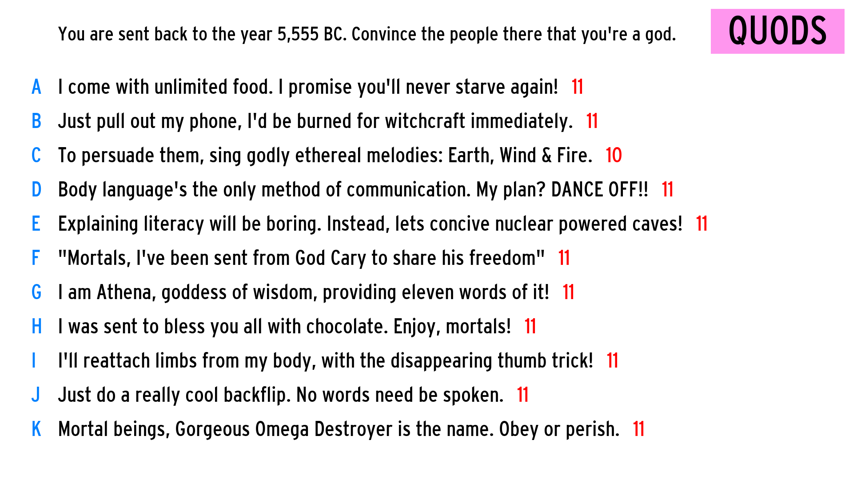 You are sent back to the year 5,555 BC. Convince the people there that you're a god.
QUODS
A I come with unlimited food. I promise you'll never starve again! 11
B Just pull out my phone, I'd be burned for witchcraft immediately. 11
C To persuade them, sing godly ethereal melodies: Earth, Wind & Fire. 10
D Body language's the only method of communication. My plan? DANCE OFF!! 11
E Explaining literacy will be boring. Instead, lets concive nuclear powered caves! 11
F "Mortals, I've been sent from God Cary to share his freedom" 11
G I am Athena, goddess of wisdom, providing eleven words of it! 11
H I was sent to bless you all with chocolate. Enjoy, mortals! 11
I I'll reattach limbs from my body, with the disappearing thumb trick! 11
J Just do a really cool backflip. No words need be spoken. 11
K Mortal beings, Gorgeous Omega Destroyer is the name. Obey or perish. 11